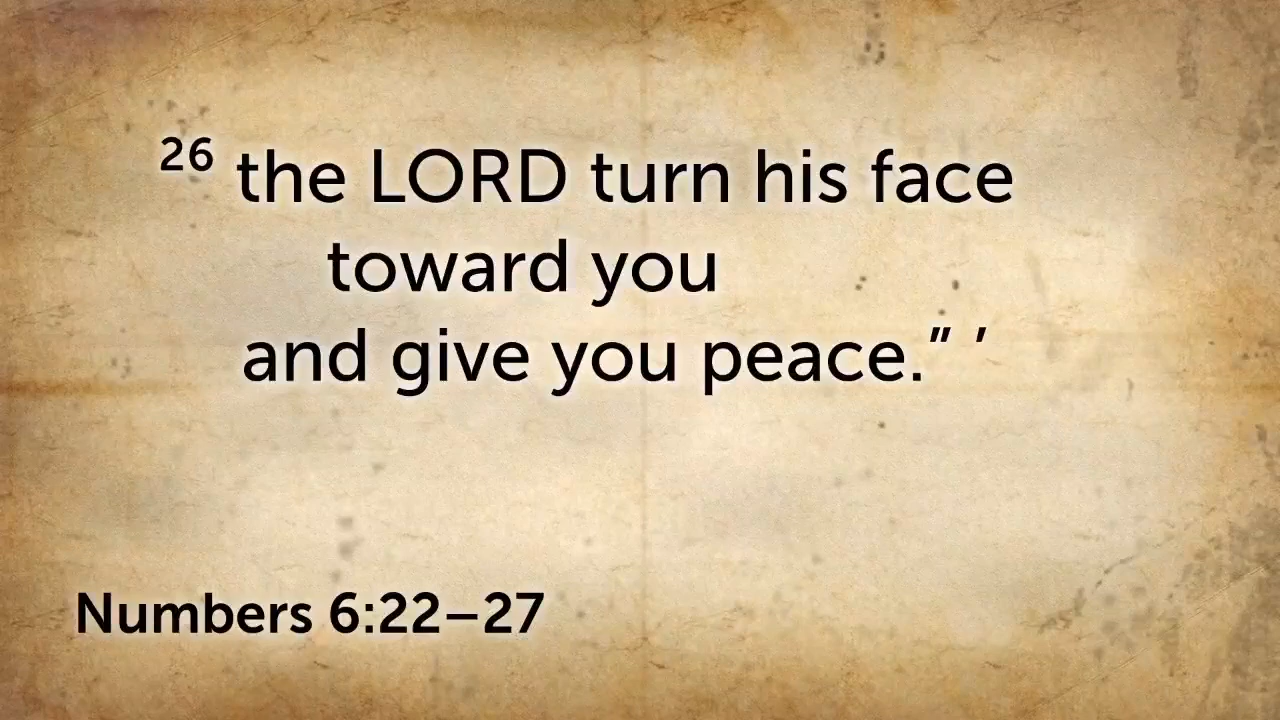 26 the LORD turn his face
toward you
and give you peace.” ’
Numbers 6:22–27